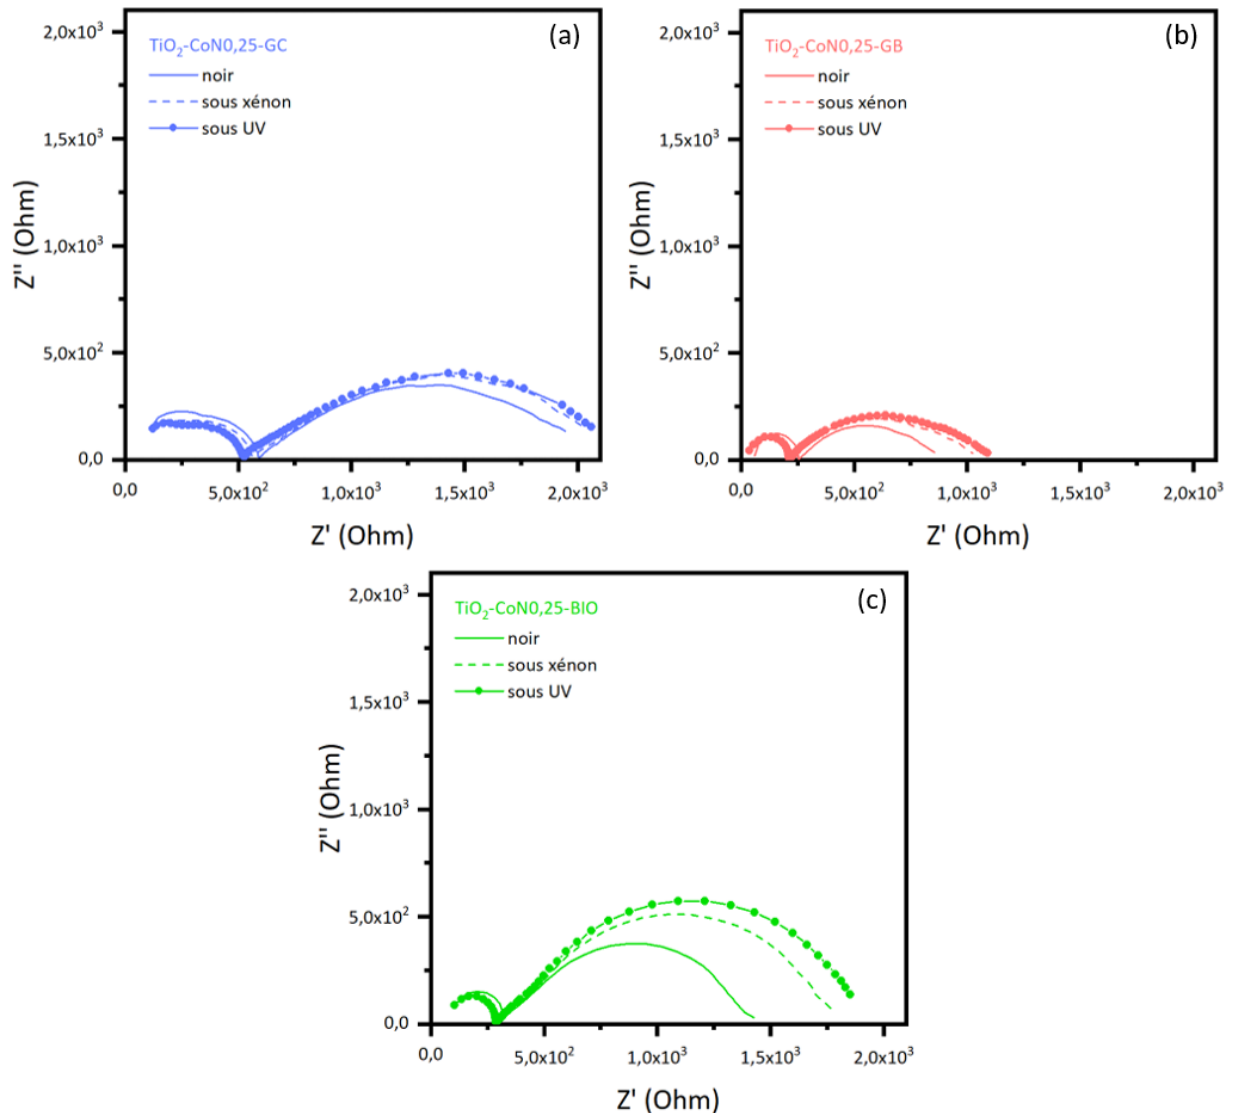 (a)
TiO₂-CoN0,25-GC
noir
sous xénon
sous UV
2,0x10³
1,5x10³
1,0x10³
5,0x10²
0,0
Z'' (Ohm)
0,0 5,0x10² 1,0x10³ 1,5x10³ 2,0x10³
Z' (Ohm)
(b)
TiO₂-CoN0,25-GB
noir
sous xénon
sous UV
2,0x10³
1,5x10³
1,0x10³
5,0x10²
0,0
Z'' (Ohm)
0,0 5,0x10² 1,0x10³ 1,5x10³ 2,0x10³
Z' (Ohm)
(c)
TiO₂-CoN0,25-BIO
noir
sous xénon
sous UV
2,0x10³
1,5x10³
1,0x10³
5,0x10²
0,0
Z'' (Ohm)
0,0 5,0x10² 1,0x10³ 1,5x10³ 2,0x10³
Z' (Ohm)